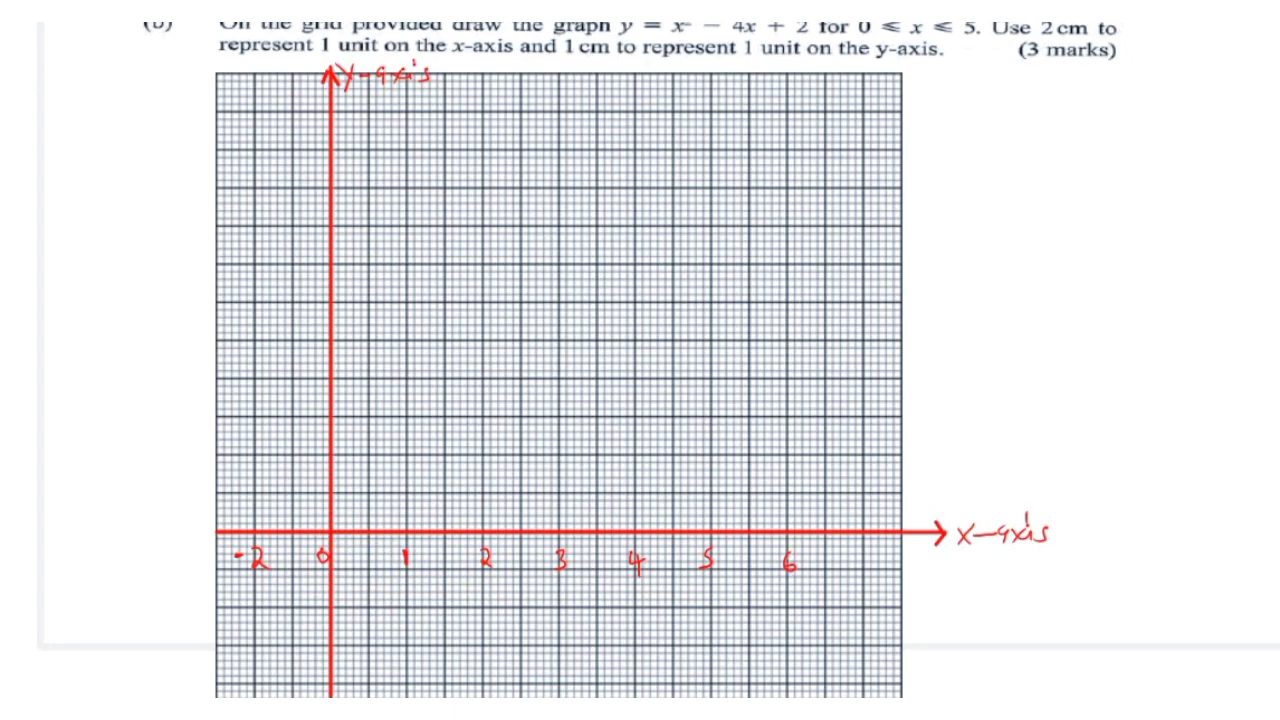 (b) On the grid provided draw the graph y = x² − 4x + 2 for 0 ⩽ x ⩽ 5. Use 2 cm to
represent 1 unit on the x-axis and 1 cm to represent 1 unit on the y-axis. (3 marks)
y-axis
x-axis
-2 0 1 2 3 4 5 6